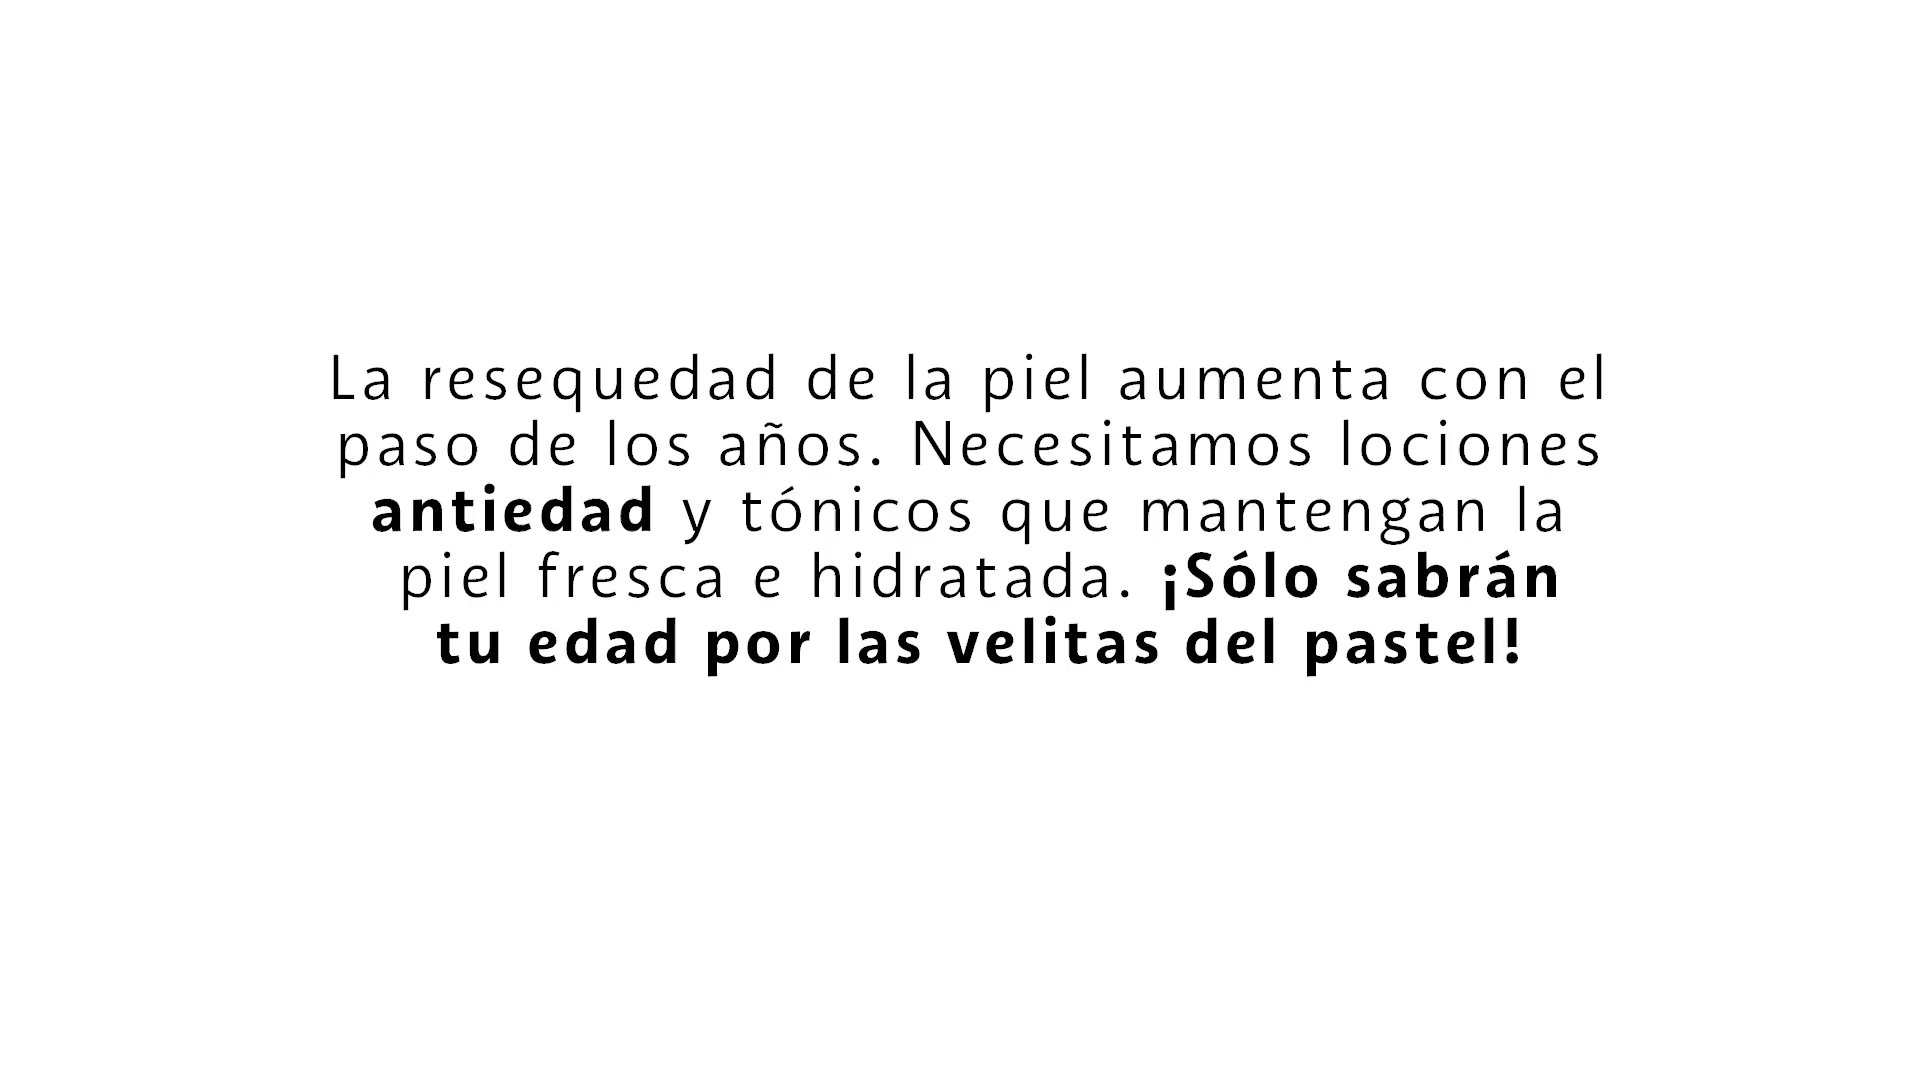 La resequedad de la piel aumenta con el
paso de los años. Necesitamos lociones
antiedad y tónicos que mantengan la
piel fresca e hidratada. ¡Sólo sabrán
tu edad por las velitas del pastel!